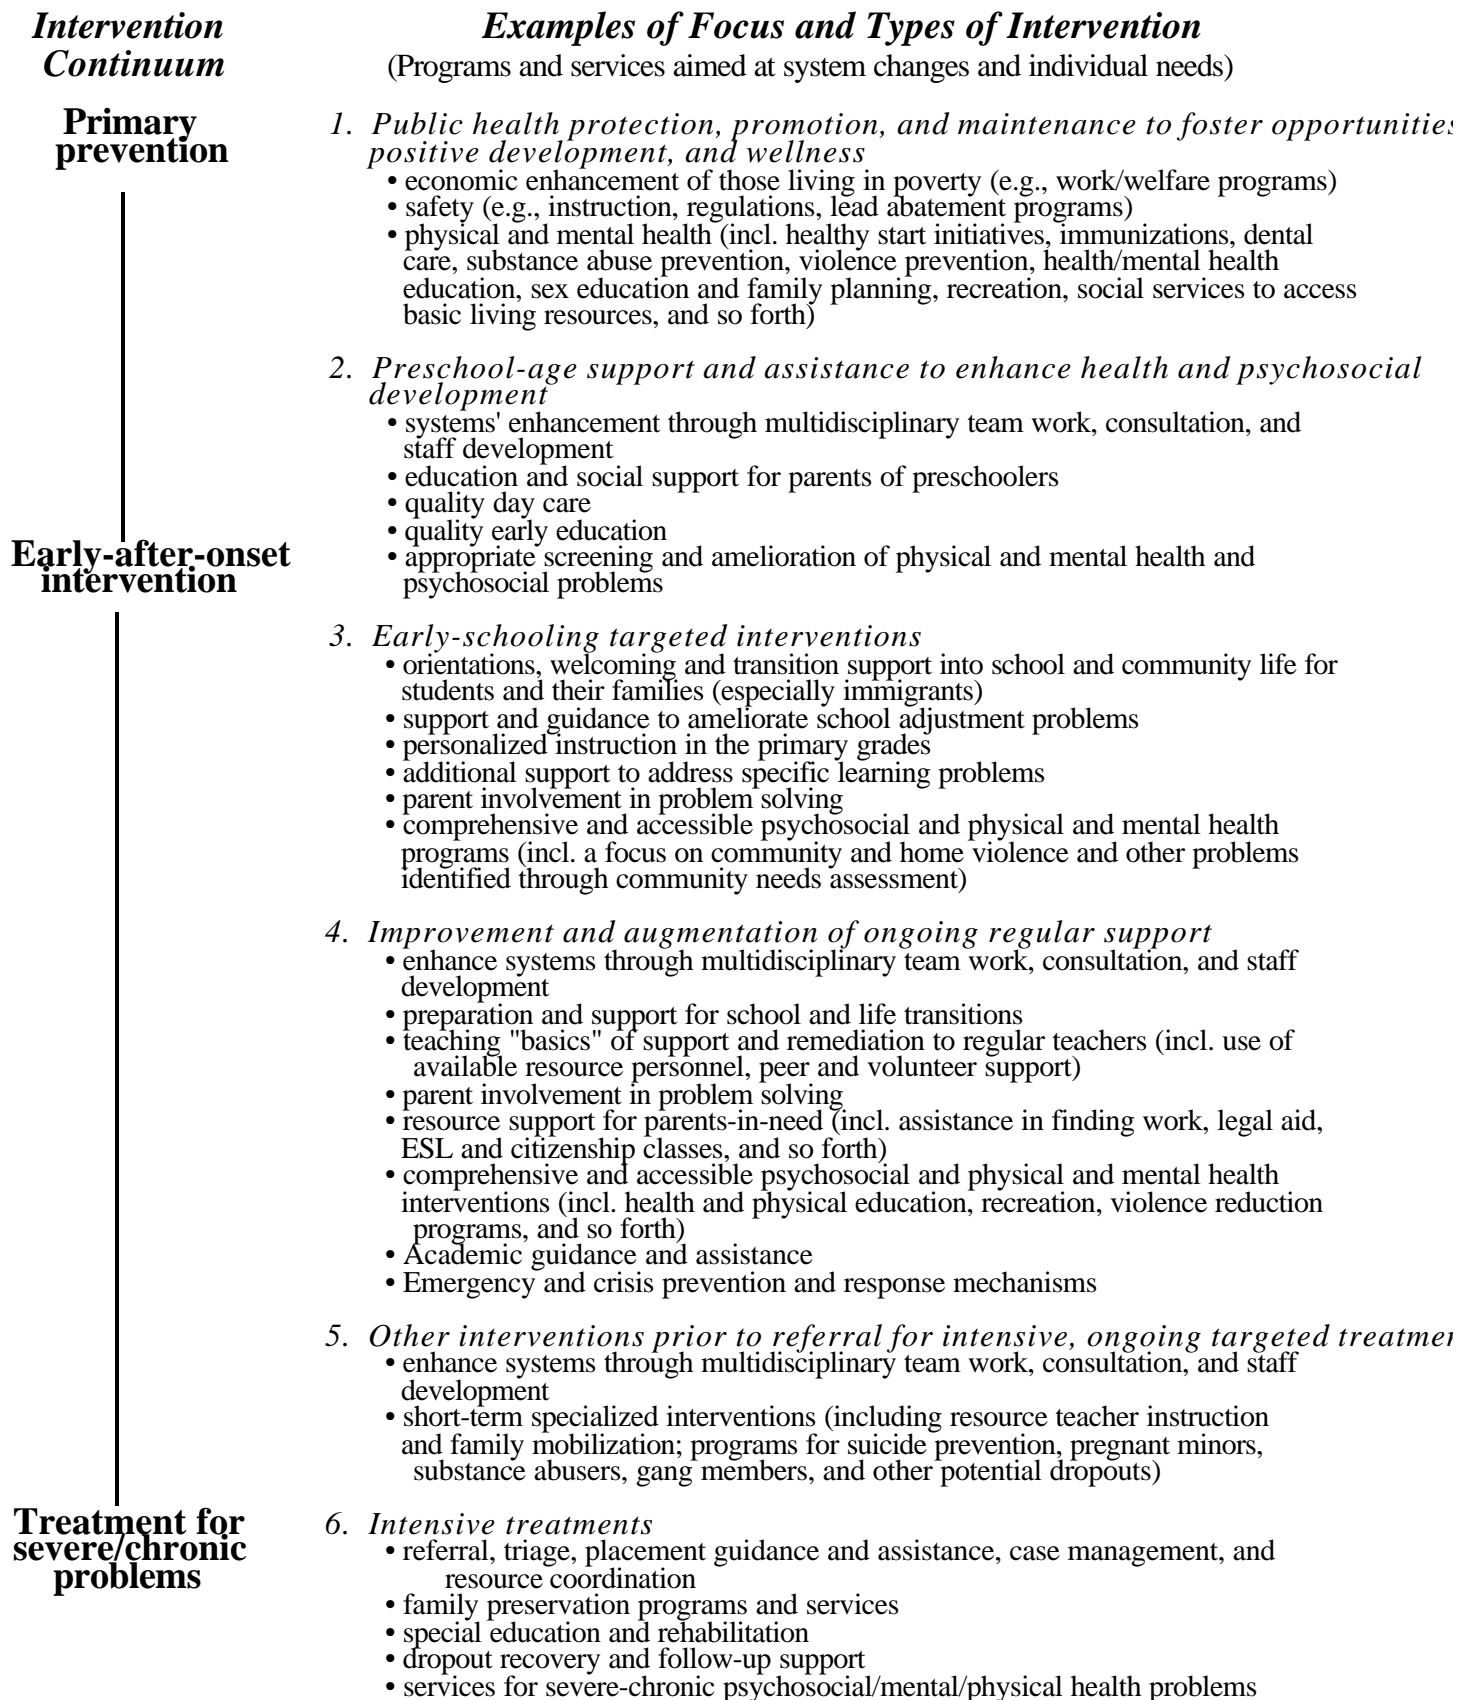 Intervention
Continuum
Examples of Focus and Types of Intervention
(Programs and services aimed at system changes and individual needs)
Primary
prevention
1. Public health protection, promotion, and maintenance to foster opportunities
positive development, and wellness
• economic enhancement of those living in poverty (e.g., work/welfare programs)
• safety (e.g., instruction, regulations, lead abatement programs)
• physical and mental health (incl. healthy start initiatives, immunizations, dental
care, substance abuse prevention, violence prevention, health/mental health
education, sex education and family planning, recreation, social services to access
basic living resources, and so forth)
2. Preschool-age support and assistance to enhance health and psychosocial
development
• systems' enhancement through multidisciplinary team work, consultation, and
staff development
• education and social support for parents of preschoolers
• quality day care
• quality early education
Early-after-onset
intervention
• appropriate screening and amelioration of physical and mental health and
psychosocial problems
3. Early-schooling targeted interventions
• orientations, welcoming and transition support into school and community life for
students and their families (especially immigrants)
• support and guidance to ameliorate school adjustment problems
• personalized instruction in the primary grades
• additional support to address specific learning problems
• parent involvement in problem solving
• comprehensive and accessible psychosocial and physical and mental health
programs (incl. a focus on community and home violence and other problems
identified through community needs assessment)
4. Improvement and augmentation of ongoing regular support
• enhance systems through multidisciplinary team work, consultation, and staff
development
• preparation and support for school and life transitions
• teaching "basics" of support and remediation to regular teachers (incl. use of
available resource personnel, peer and volunteer support)
• parent involvement in problem solving
• resource support for parents-in-need (incl. assistance in finding work, legal aid,
ESL and citizenship classes, and so forth)
• comprehensive and accessible psychosocial and physical and mental health
interventions (incl. health and physical education, recreation, violence reduction
programs, and so forth)
• Academic guidance and assistance
• Emergency and crisis prevention and response mechanisms
5. Other interventions prior to referral for intensive, ongoing targeted treatmen
• enhance systems through multidisciplinary team work, consultation, and staff
development
• short-term specialized interventions (including resource teacher instruction
and family mobilization; programs for suicide prevention, pregnant minors,
substance abusers, gang members, and other potential dropouts)
Treatment for
severe/chronic
problems
6. Intensive treatments
• referral, triage, placement guidance and assistance, case management, and
resource coordination
• family preservation programs and services
• special education and rehabilitation
• dropout recovery and follow-up support
• services for severe-chronic psychosocial/mental/physical health problems